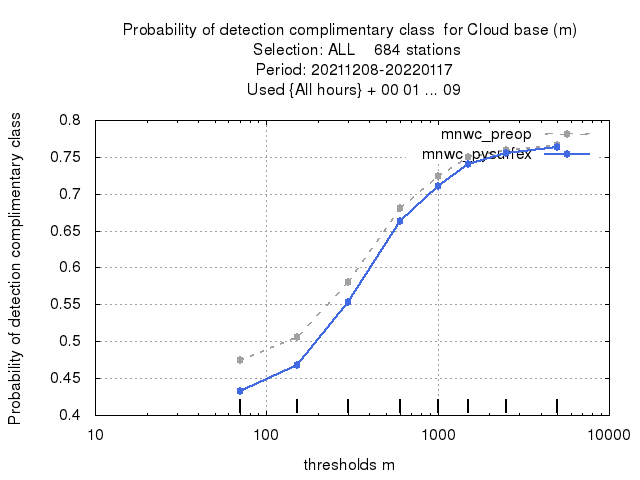 Probability of detection complimentary class  for Cloud base (m)
Selection: ALL    684 stations
Period: 20211208-20220117
Used {All hours} + 00 01 ... 09
Probability of detection complimentary class
0.8
0.75
0.7
0.65
0.6
0.55
0.5
0.45
0.4
mnwc_preop
mnwc_pysurfex
10
100
1000
10000
thresholds m